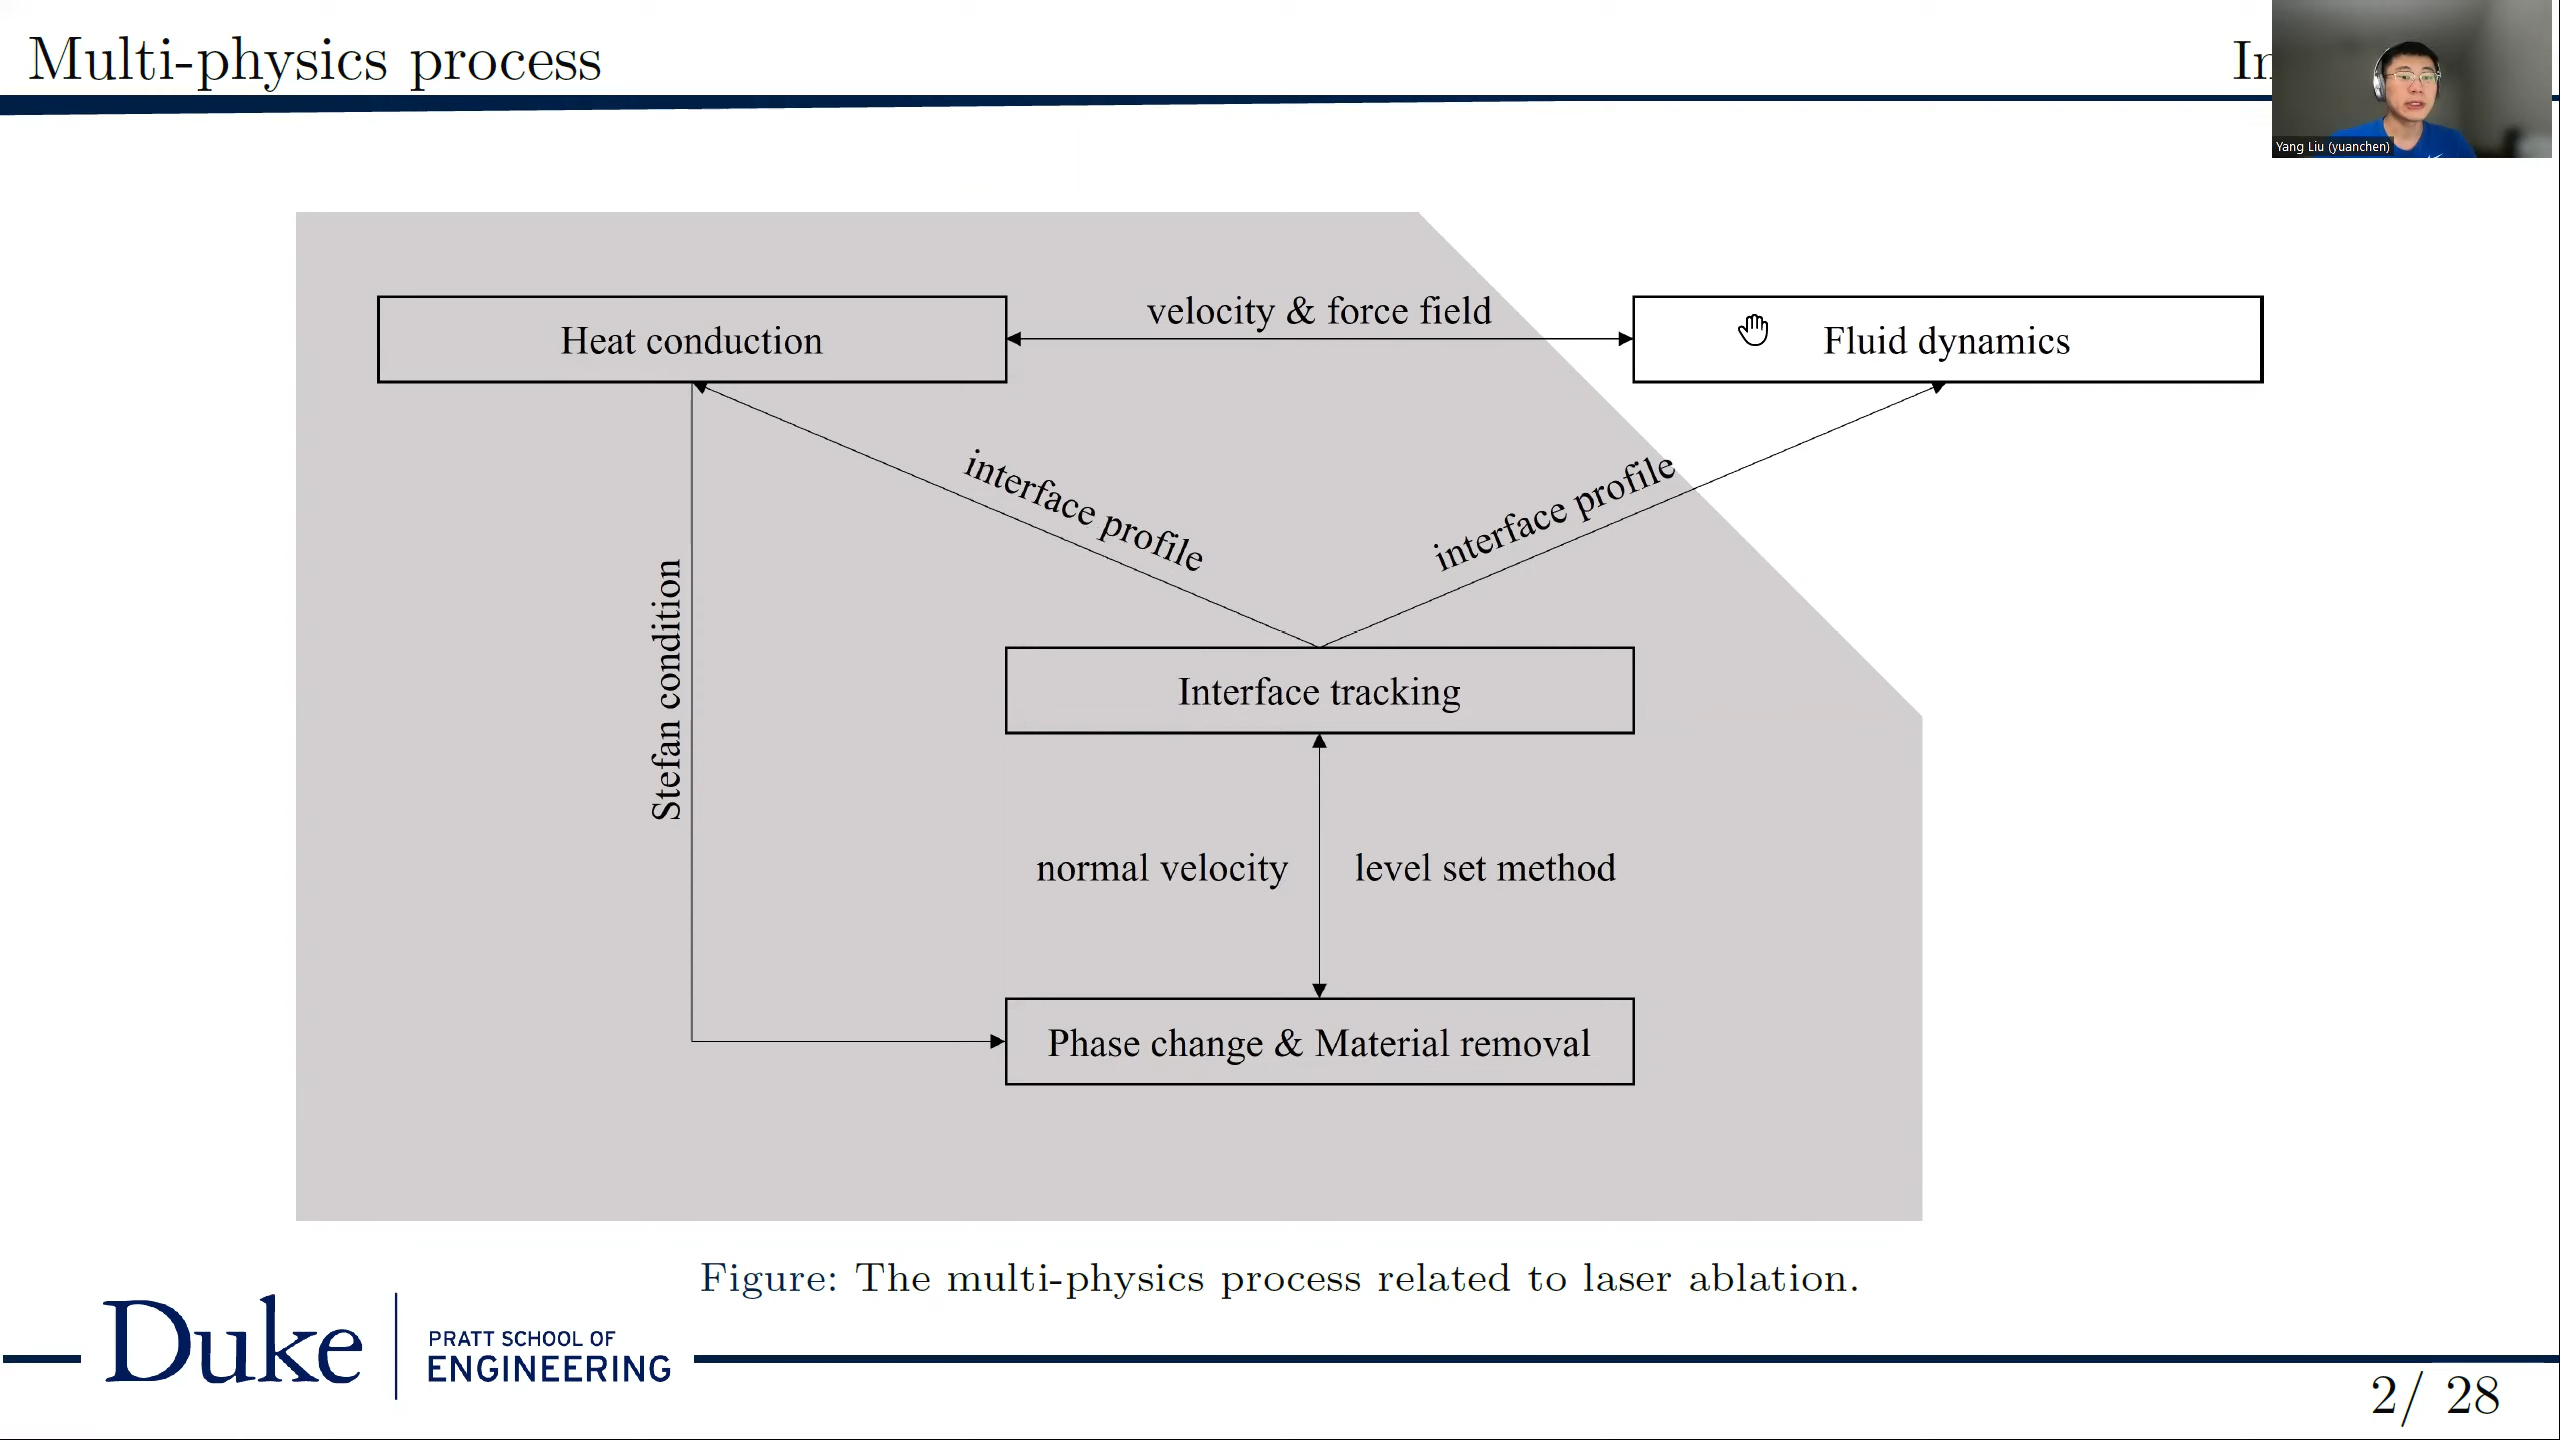 Multi-physics process
In
Yang Liu (yuanchen)
velocity & force field
Heat conduction
Fluid dynamics
interface profile
interface profile
Stefan condition
Interface tracking
normal velocity
level set method
Phase change & Material removal
Figure: The multi-physics process related to laser ablation.
Duke
PRATT SCHOOL OF
ENGINEERING
2/ 28